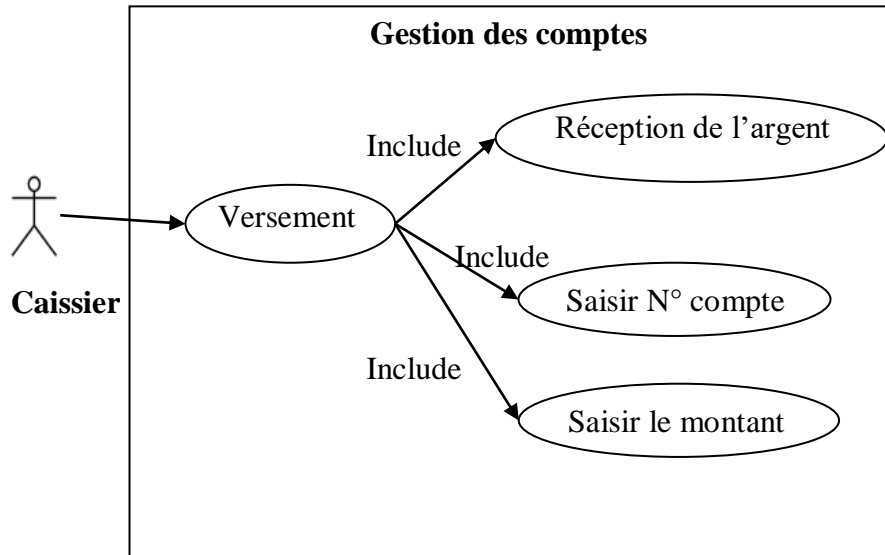 Gestion des comptes
Réception de l’argent
Include
Versement
Include
Caissier
Saisir N° compte
Include
Saisir le montant